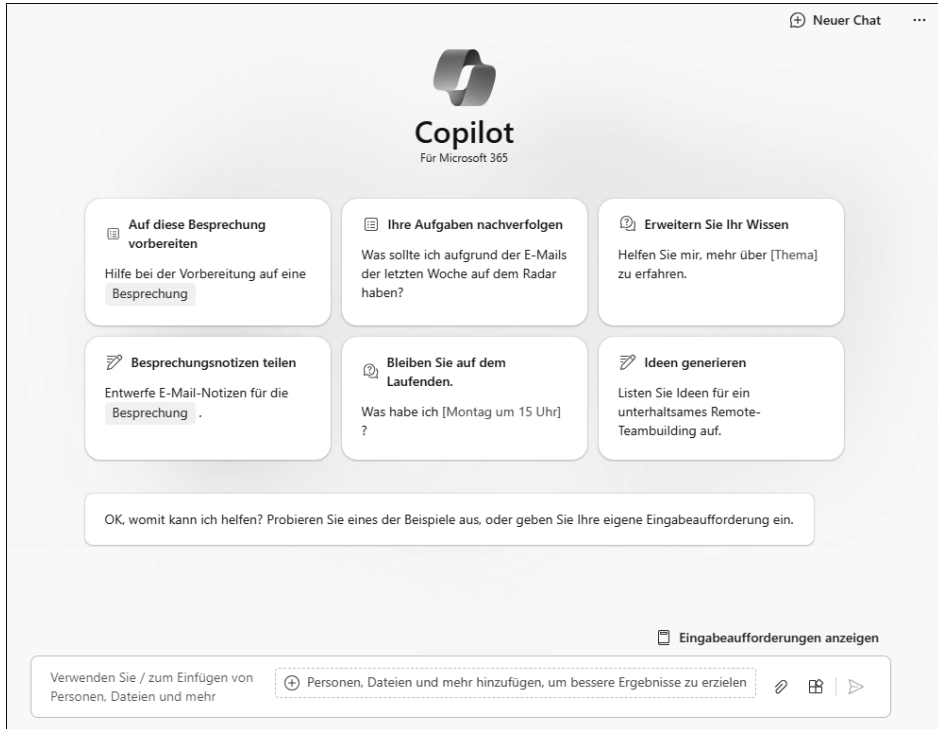 Neuer Chat
Copilot
Für Microsoft 365
Auf diese Besprechung
vorbereiten
Hilfe bei der Vorbereitung auf eine
Besprechung
Ihre Aufgaben nachverfolgen
Was sollte ich aufgrund der E-Mails
der letzten Woche auf dem Radar
haben?
Erweitern Sie Ihr Wissen
Helfen Sie mir, mehr über [Thema]
zu erfahren.
Besprechungsnotizen teilen
Entwerfe E-Mail-Notizen für die
Besprechung .
Bleiben Sie auf dem
Laufenden.
Was habe ich [Montag um 15 Uhr]
?
Ideen generieren
Listen Sie Ideen für ein
unterhaltsames Remote-
Teambuilding auf.
OK, womit kann ich helfen? Probieren Sie eines der Beispiele aus, oder geben Sie Ihre eigene Eingabeaufforderung ein.
Eingabeaufforderungen anzeigen
Verwenden Sie / zum Einfügen von
Personen, Dateien und mehr
Personen, Dateien und mehr hinzufügen, um bessere Ergebnisse zu erzielen